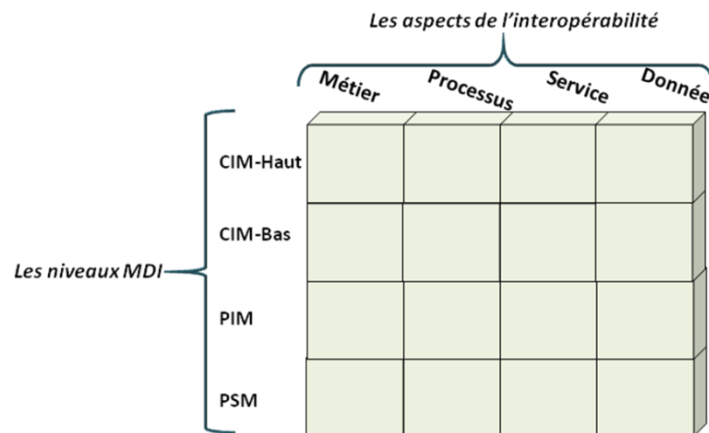 Les aspects de l'interopérabilité
Métier Processus Service Donnée
CIM-Haut
CIM-Bas
Les niveaux MDI
PIM
PSM